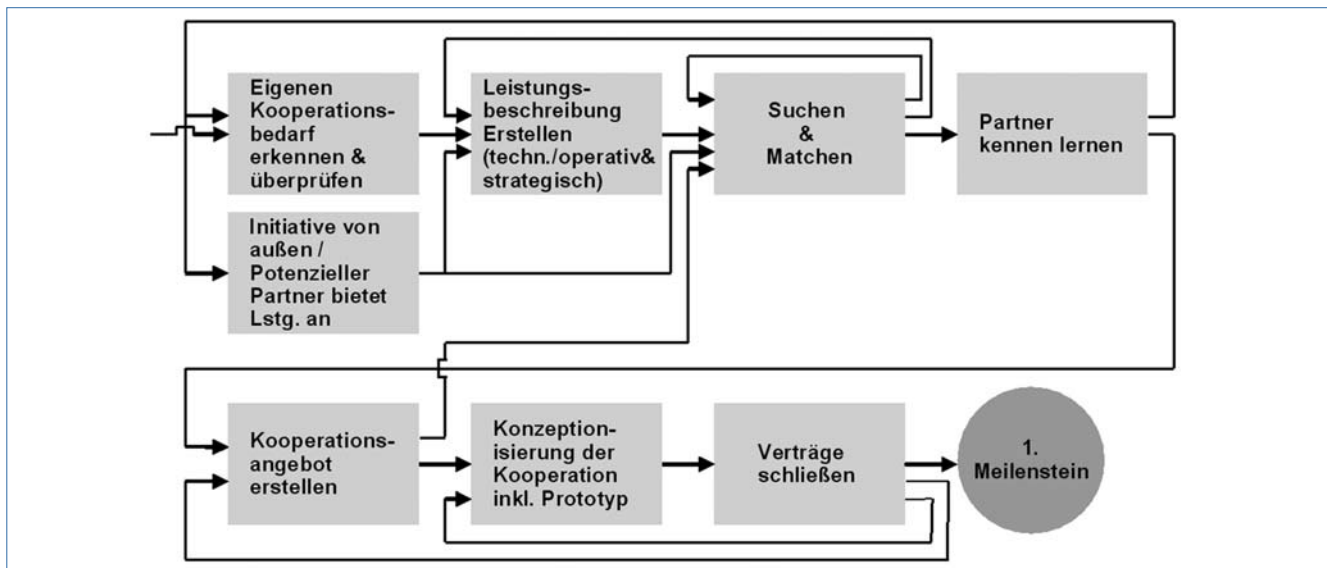 Eigenen
Kooperations-
bedarf
erkennen &
überprüfen
Leistungs-
beschreibung
Erstellen
(techn./operativ&
strategisch)
Suchen
&
Matchen
Partner
kennen lernen
Initiative von
außen /
Potenzieller
Partner bietet
Lstg. an
Kooperations-
angebot
erstellen
Konzeption-
isierung der
Kooperation
inkl. Prototyp
Verträge
schließen
1.
Meilenstein